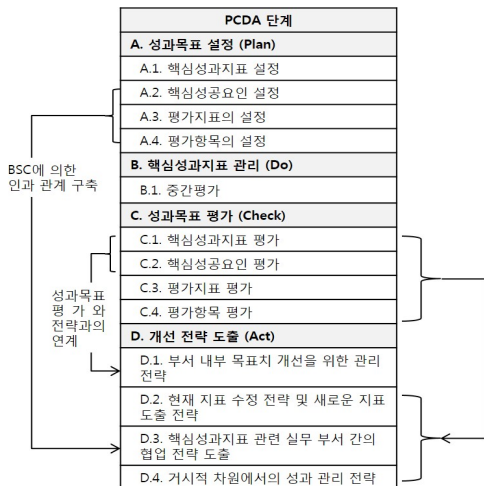 PCDA 단계
A. 성과목표 설정 (Plan)
A.1. 핵심성과지표 설정
A.2. 핵심성공요인 설정
A.3. 평가지표의 설정
A.4. 평가항목의 설정
BSC에 의한
인과 관계 구축
B. 핵심성과지표 관리 (Do)
B.1. 중간평가
C. 성과목표 평가 (Check)
C.1. 핵심성과지표 평가
C.2. 핵심성공요인 평가
C.3. 평가지표 평가
C.4. 평가항목 평가
성과목표
평 가 와
전략과의
연계
D. 개선 전략 도출 (Act)
D.1. 부서 내부 목표치 개선을 위한 관리
전략
D.2. 현재 지표 수정 전략 및 새로운 지표
도출 전략
D.3. 핵심성과지표 관련 실무 부서 간의
협업 전략 도출
D.4. 거시적 차원에서의 성과 관리 전략